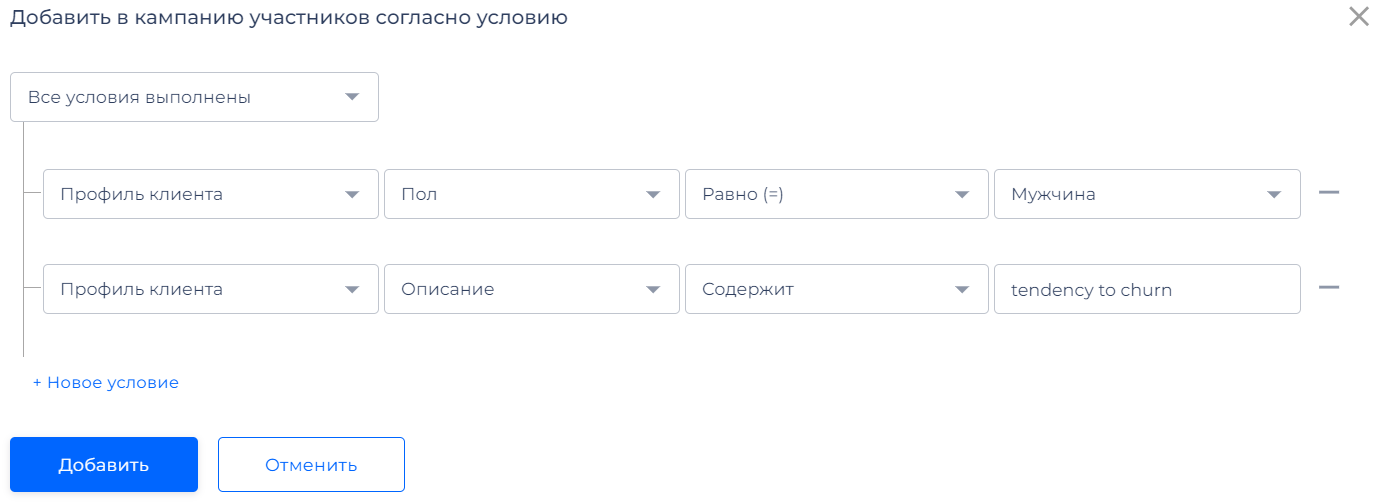 Добавить в кампанию участников согласно условию
Все условия выполнены
Профиль клиента Пол Равно (=) Мужчина
Профиль клиента Описание Содержит tendency to churn
+ Новое условие
Добавить Отменить